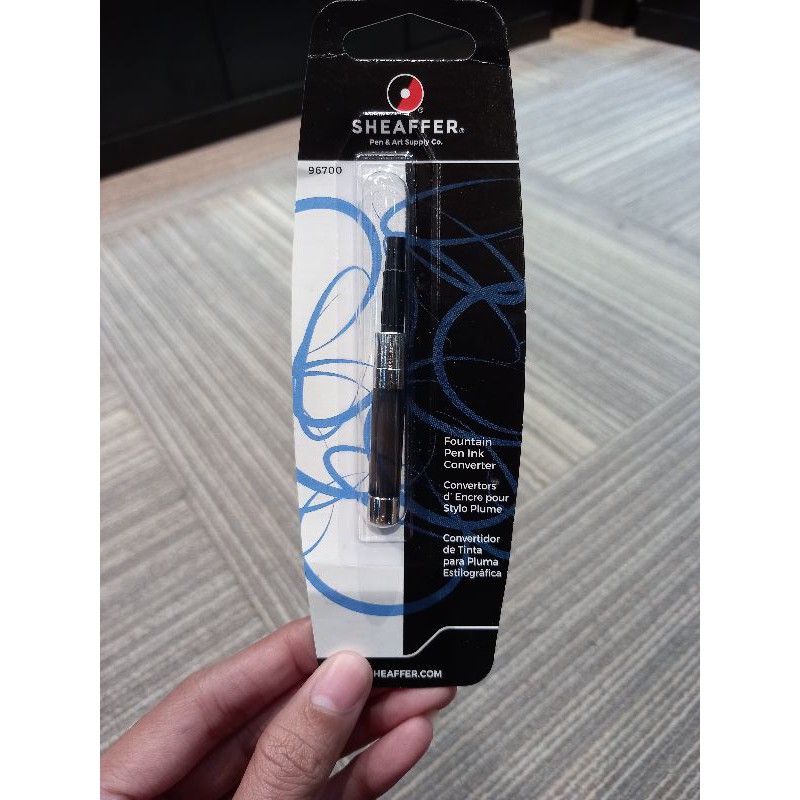 SHEAFFER®
Pen & Art Supply Co.
96700
Fountain
Pen Ink
Converter
Convertors
d' Encre pour
Stylo Plume
Convertidor
de Tinta
para Pluma
Estilográfica
HEAFFER.COM